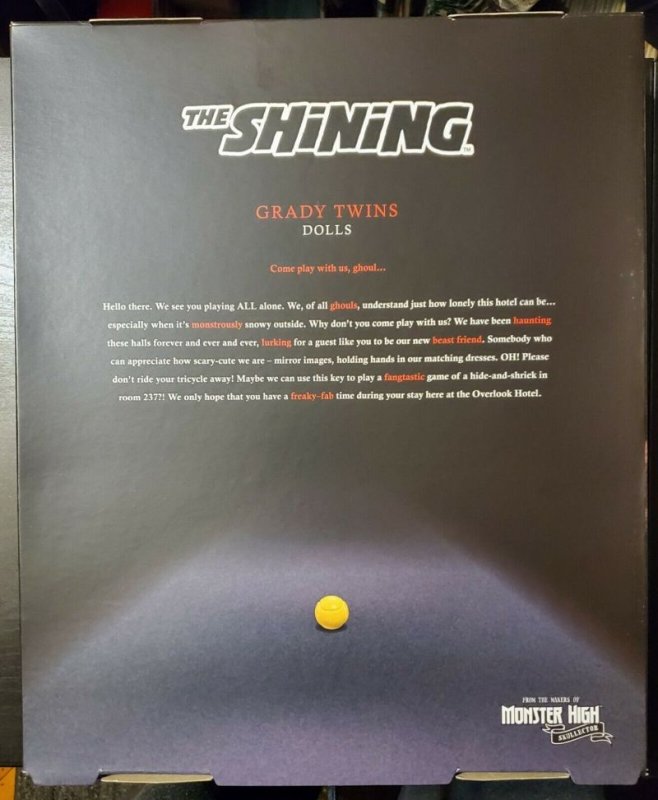 THE SHiNiNG
TM
GRADY TWINS
DOLLS
Come play with us, ghoul...
Hello there. We see you playing ALL alone. We, of all ghouls, understand just how lonely this hotel can be...
especially when it's monstrously snowy outside. Why don't you come play with us? We have been haunting
these halls forever and ever and ever, lurking for a guest like you to be our new beast friend. Somebody who
can appreciate how scary-cute we are – mirror images, holding hands in our matching dresses. OH! Please
don't ride your tricycle away! Maybe we can use this key to play a fangtastic game of a hide-and-shriek in
room 237?! We only hope that you have a freaky-fab time during your stay here at the Overlook Hotel.
FROM THE MAKERS OF
MONSTER HIGH
SKULLECTOR